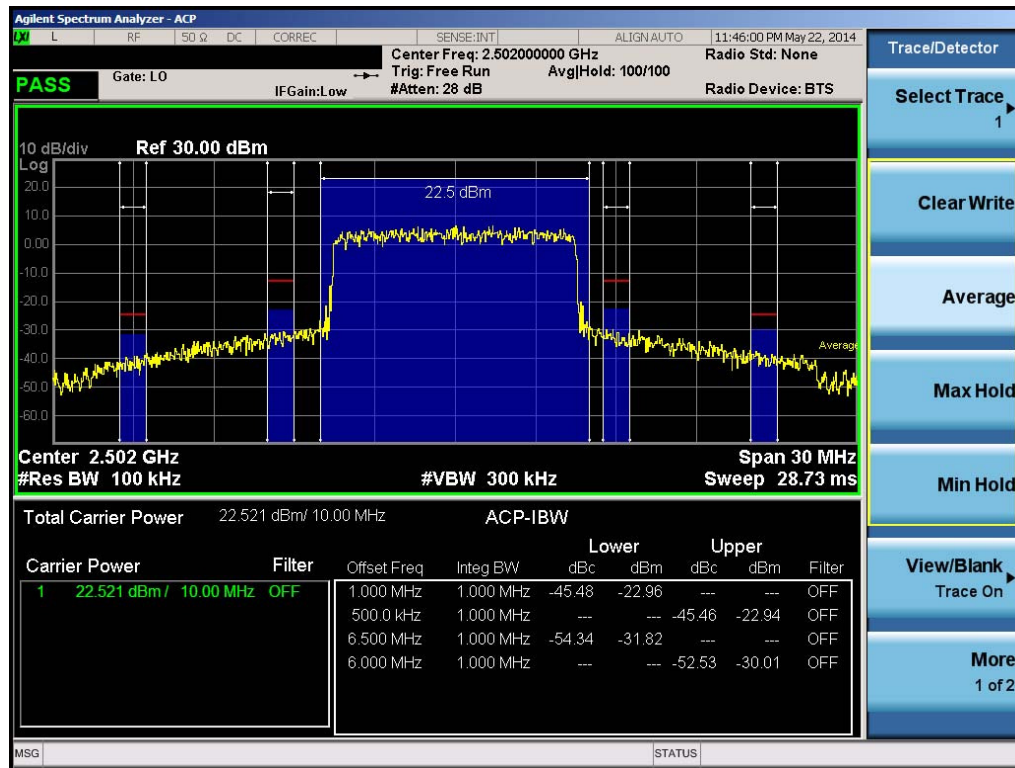 Agilent Spectrum Analyzer - ACP
LXI L RF 50 Ω DC CORREC SENSE:INT ALIGN AUTO 11:46:00 PM May 22, 2014
Center Freq: 2.502000000 GHz Radio Std: None
Trig: Free Run Avg|Hold: 100/100
PASS Gate: LO IFGain:Low #Atten: 28 dB Radio Device: BTS
10 dB/div Ref 30.00 dBm
Log
22.5 dBm
20.0
10.0
0.00
-10.0
-20.0
-30.0
-40.0
-50.0
-60.0
Average
Center 2.502 GHz Span 30 MHz
#Res BW 100 kHz #VBW 300 kHz Sweep 28.73 ms
Total Carrier Power 22.521 dBm/ 10.00 MHz ACP-IBW
Lower Upper
Carrier Power Filter Offset Freq Integ BW dBc dBm dBc dBm Filter
1 22.521 dBm / 10.00 MHz OFF 1.000 MHz 1.000 MHz -45.48 -22.96 --- --- OFF
500.0 kHz 1.000 MHz --- --- -45.46 -22.94 OFF
6.500 MHz 1.000 MHz -54.34 -31.82 --- --- OFF
6.000 MHz 1.000 MHz --- --- -52.53 -30.01 OFF
MSG STATUS
Trace/Detector
Select Trace
1
Clear Write
Average
Max Hold
Min Hold
View/Blank
Trace On
More
1 of 2